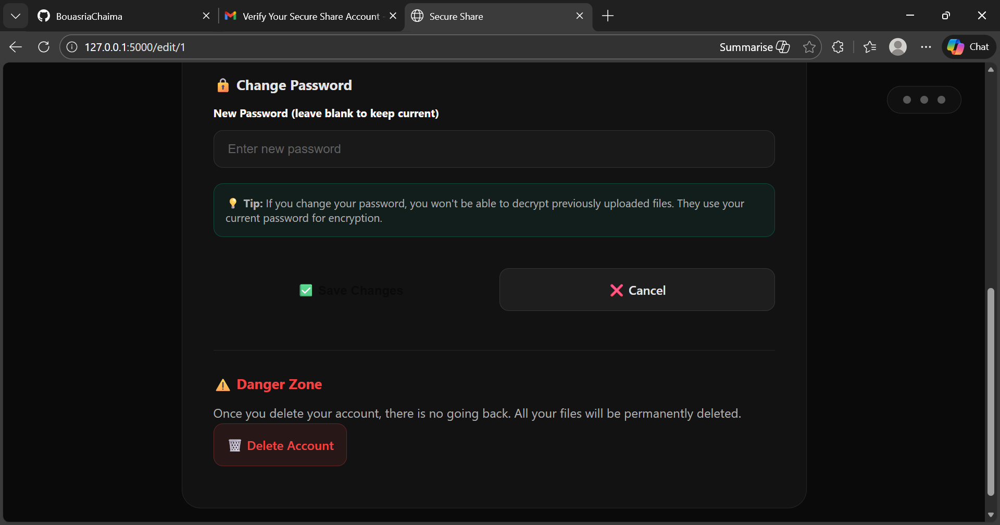 BouasriaChaima
Verify Your Secure Share Account -
Secure Share
127.0.0.1:5000/edit/1
Summarise
Chat
🔒 Change Password
New Password (leave blank to keep current)
Enter new password
💡 Tip: If you change your password, you won't be able to decrypt previously uploaded files. They use your
current password for encryption.
✅ Save Changes
❌ Cancel
⚠️ Danger Zone
Once you delete your account, there is no going back. All your files will be permanently deleted.
🗑️ Delete Account